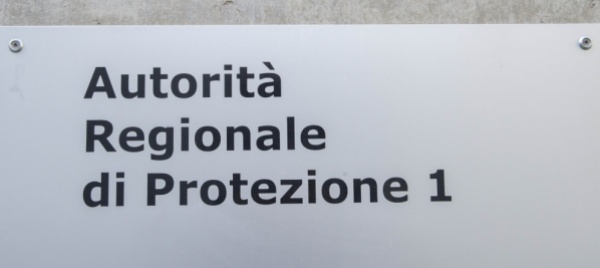 Autorità
Regionale
di Protezione 1